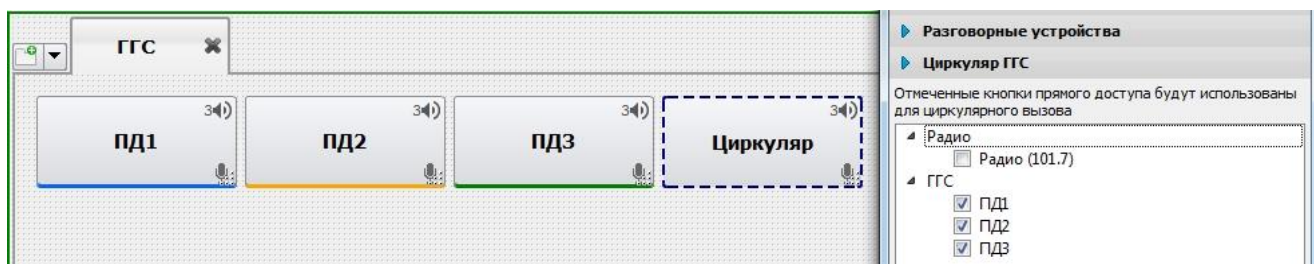 ГГС
3
ПД1
3
ПД2
3
ПД3
3
Циркуляр
Разговорные устройства
Циркуляр ГГС
Отмеченные кнопки прямого доступа будут использованы
для циркулярного вызова
Радио
Радио (101.7)
ГГС
ПД1
ПД2
ПД3